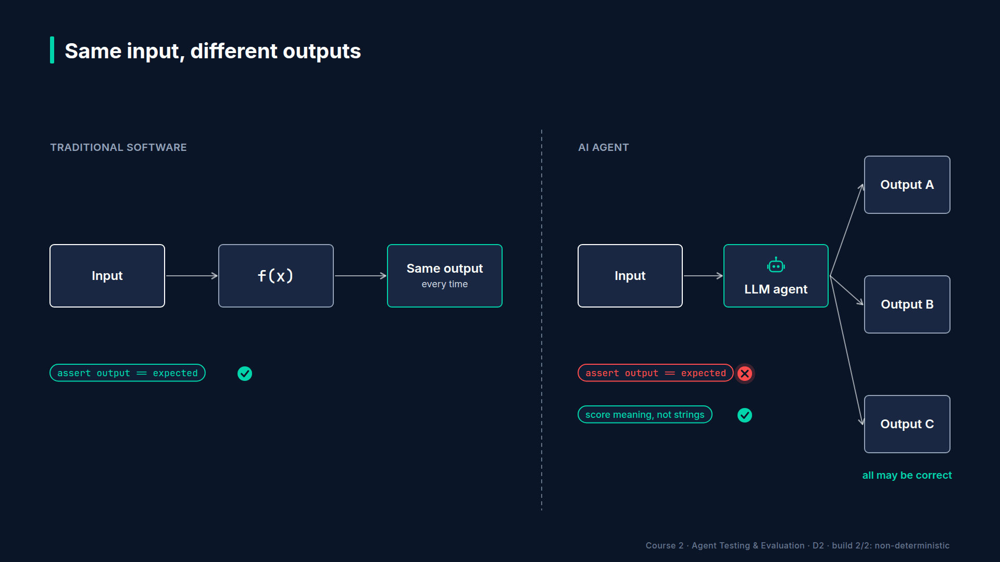 Same input, different outputs
TRADITIONAL SOFTWARE
Input
f(x)
Same output
every time
assert output == expected
AI AGENT
Input
LLM agent
Output A
Output B
Output C
all may be correct
assert output == expected
score meaning, not strings
Course 2 · Agent Testing & Evaluation · D2 · build 2/2: non-deterministic